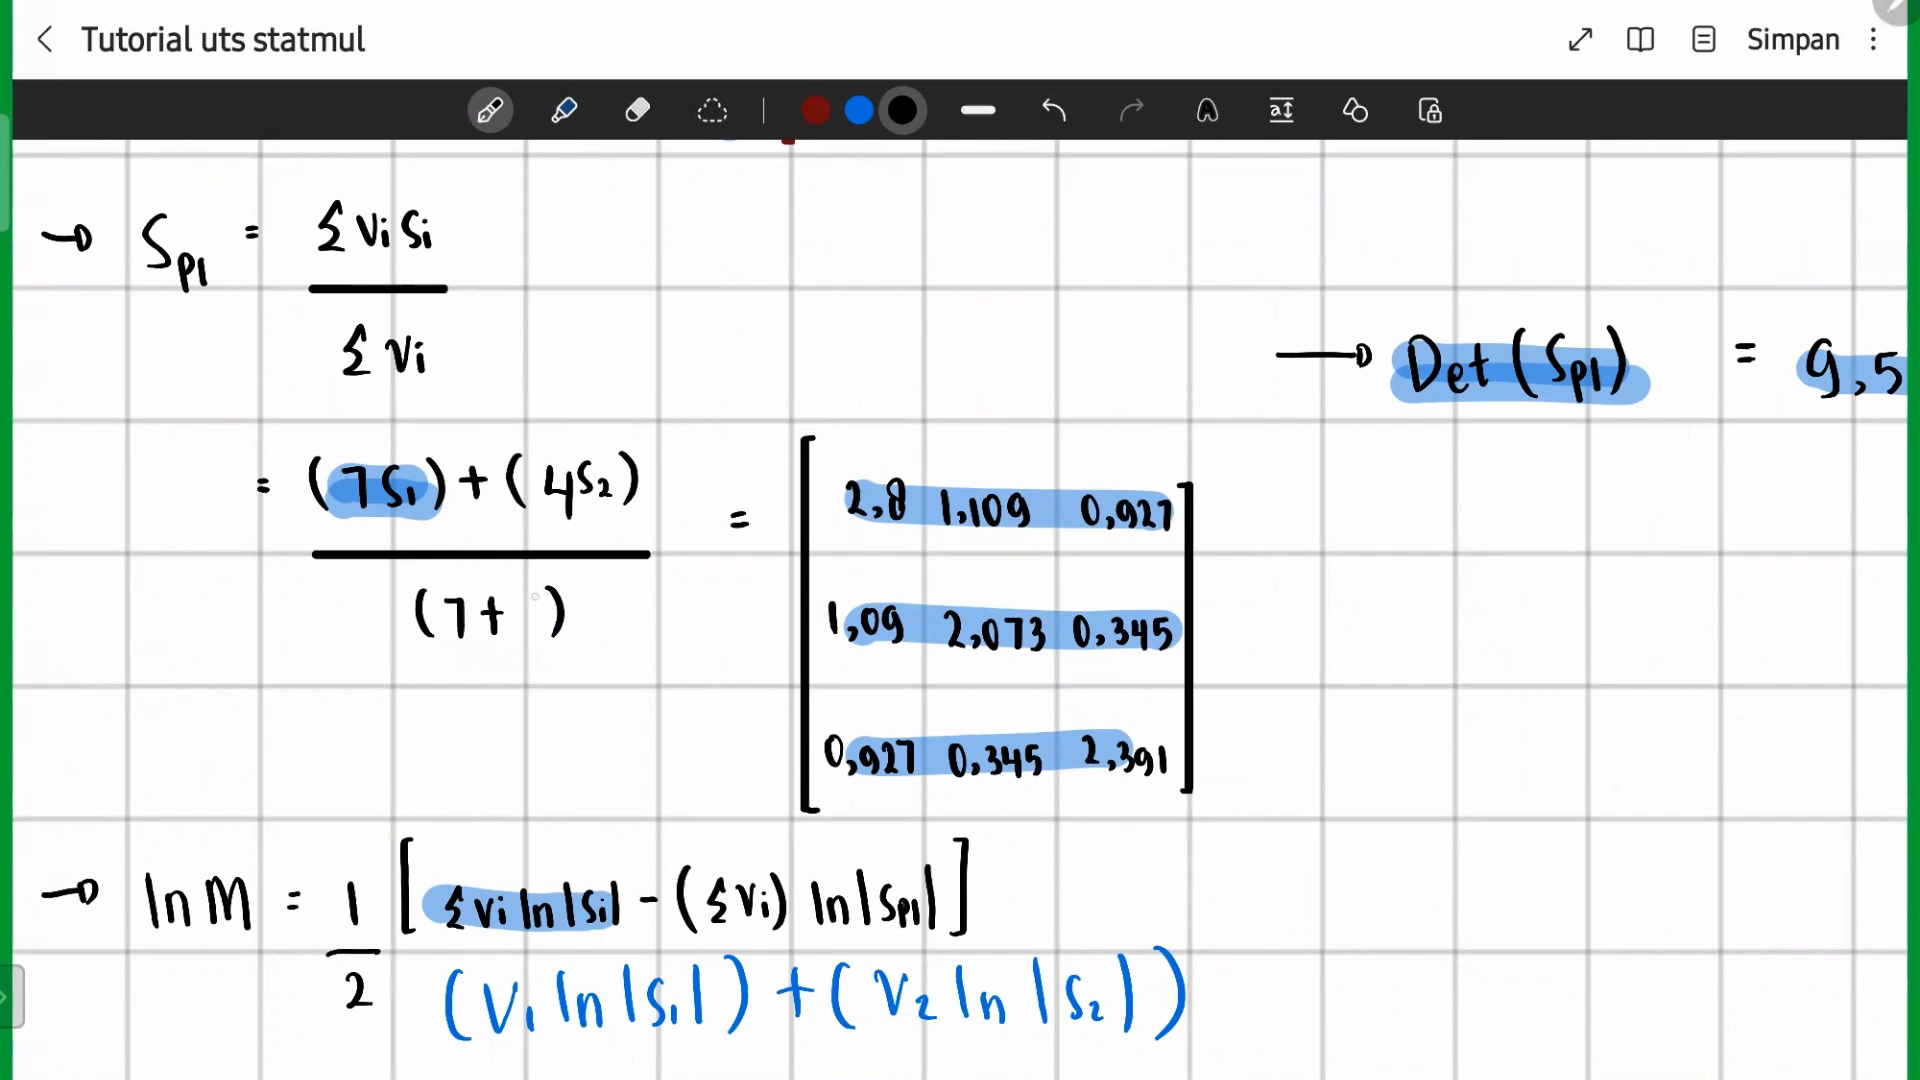 Tutorial uts statmul
Simpan
Sp1 = Σ Vi Si / Σ Vi
Det (Sp1) = 9,5
= (7S1) + (4S2) / (7 + ) =
2,8 1,109 0,927
1,09 2,073 0,345
0,927 0,345 2,391
ln M = 1/2 [Σ Vi ln |Si| - (Σ Vi) ln |Sp1|]
(V1 ln |S1|) + (V2 ln |S2|)